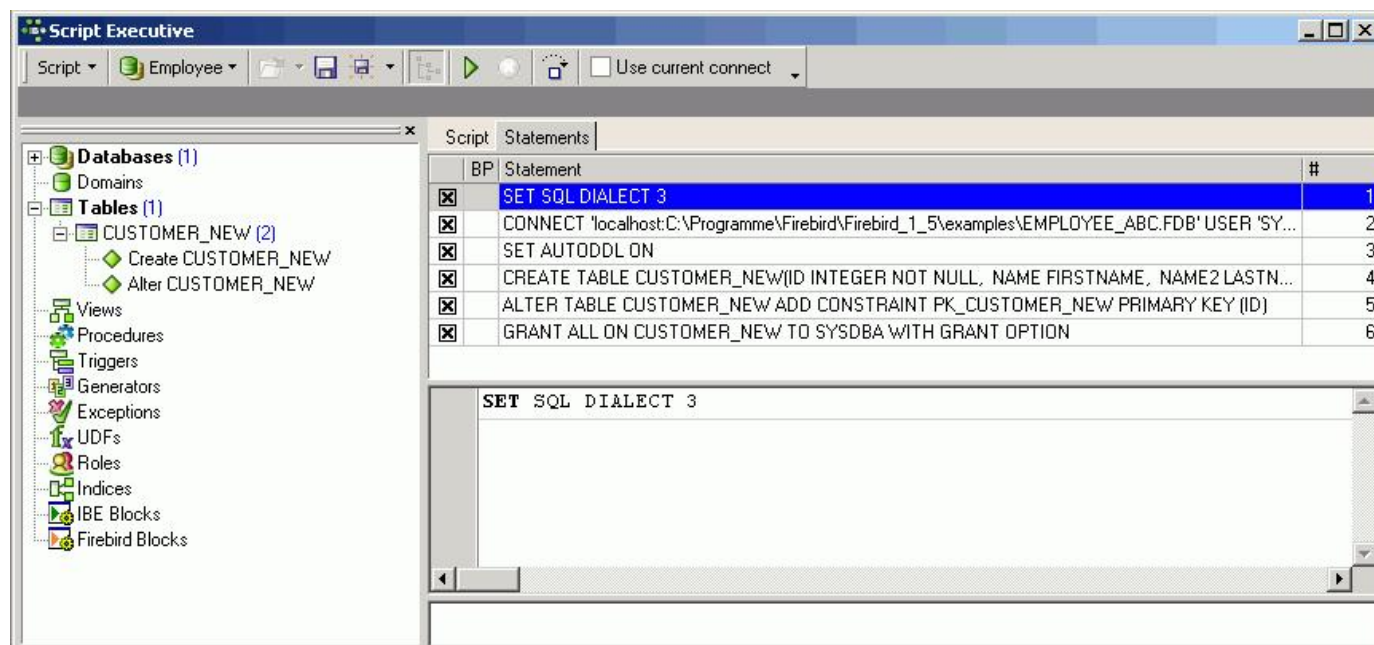 Script Executive
Script Employee Use current connect
Databases (1)
Domains
Tables (1)
CUSTOMER_NEW (2)
Create CUSTOMER_NEW
Alter CUSTOMER_NEW
Views
Procedures
Triggers
Generators
Exceptions
UDFs
Roles
Indices
IBE Blocks
Firebird Blocks
Script Statements
BP Statement #
SET SQL DIALECT 3 1
CONNECT 'localhost:C:\Programme\Firebird\Firebird_1_5\examples\EMPLOYEE_ABC.FDB' USER 'SY... 2
SET AUTODDL ON 3
CREATE TABLE CUSTOMER_NEW(ID INTEGER NOT NULL, NAME FIRSTNAME, NAME2 LASTN... 4
ALTER TABLE CUSTOMER_NEW ADD CONSTRAINT PK_CUSTOMER_NEW PRIMARY KEY (ID) 5
GRANT ALL ON CUSTOMER_NEW TO SYSDBA WITH GRANT OPTION 6
SET SQL DIALECT 3